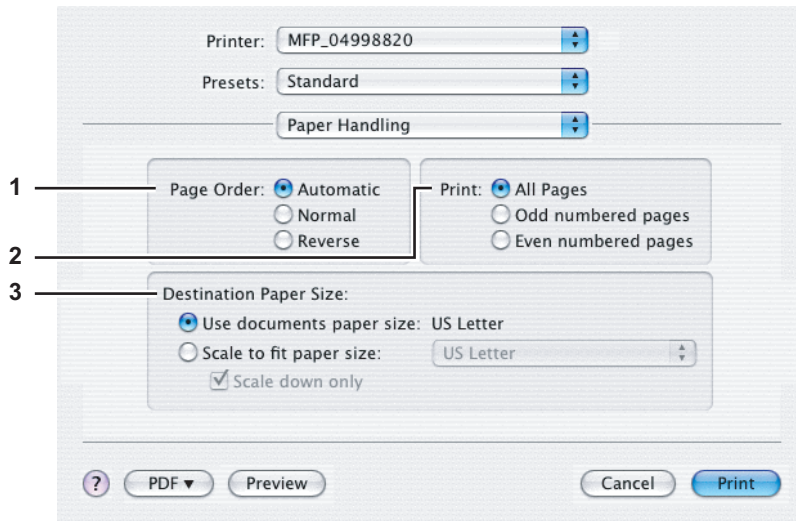 Printer: MFP_04998820
Presets: Standard
Paper Handling
1 Page Order: Automatic
Normal
Reverse
2 Print: All Pages
Odd numbered pages
Even numbered pages
3 Destination Paper Size:
Use documents paper size: US Letter
Scale to fit paper size: US Letter
Scale down only
? PDF Preview Cancel Print